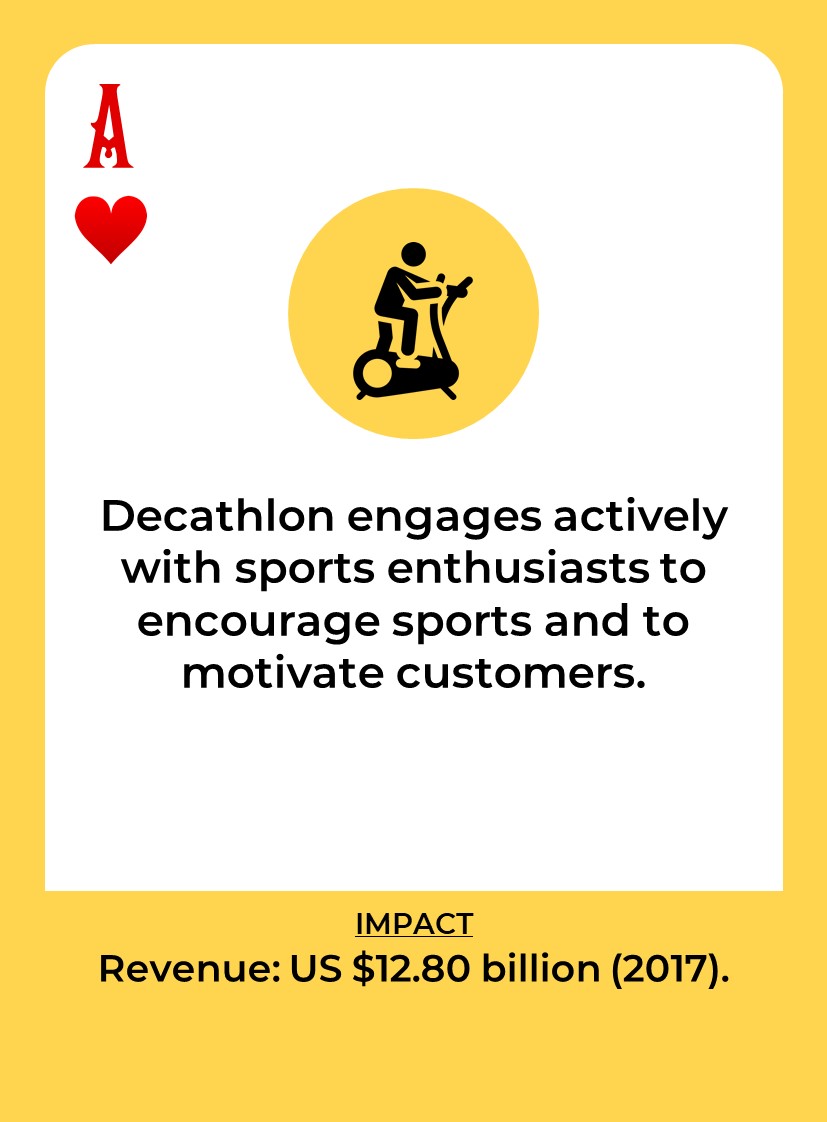 A
Decathlon engages actively
with sports enthusiasts to
encourage sports and to
motivate customers.
IMPACT
Revenue: US $12.80 billion (2017).